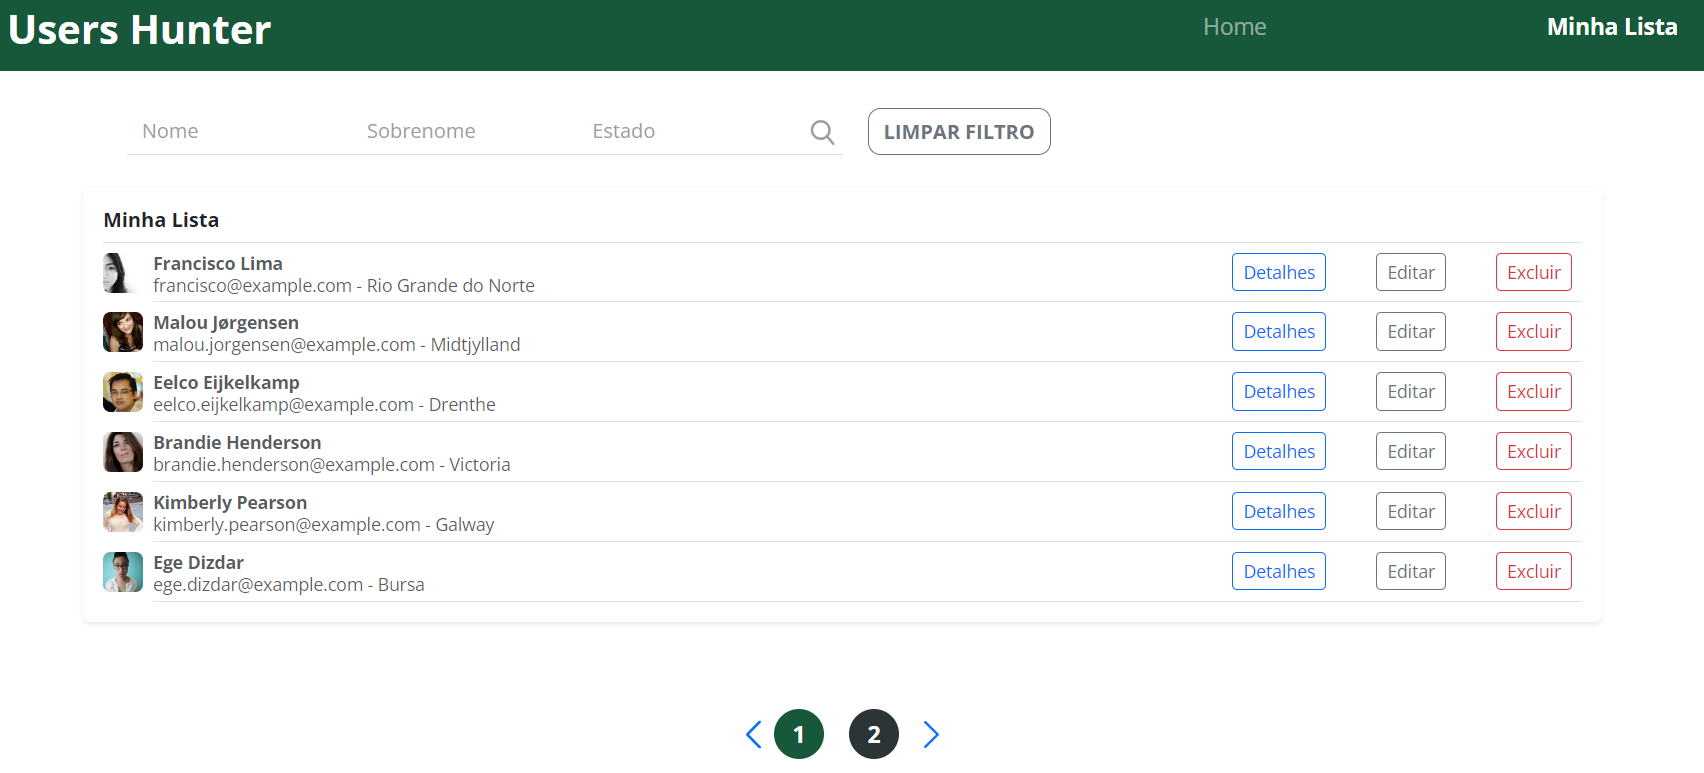 Users Hunter Home Minha Lista
Nome Sobrenome Estado LIMPAR FILTRO
Minha Lista
Francisco Lima
francisco@example.com - Rio Grande do Norte
Detalhes Editar Excluir
Malou Jørgensen
malou.jorgensen@example.com - Midtjylland
Detalhes Editar Excluir
Eelco Eijkelkamp
eelco.eijkelkamp@example.com - Drenthe
Detalhes Editar Excluir
Brandie Henderson
brandie.henderson@example.com - Victoria
Detalhes Editar Excluir
Kimberly Pearson
kimberly.pearson@example.com - Galway
Detalhes Editar Excluir
Ege Dizdar
ege.dizdar@example.com - Bursa
Detalhes Editar Excluir
1 2